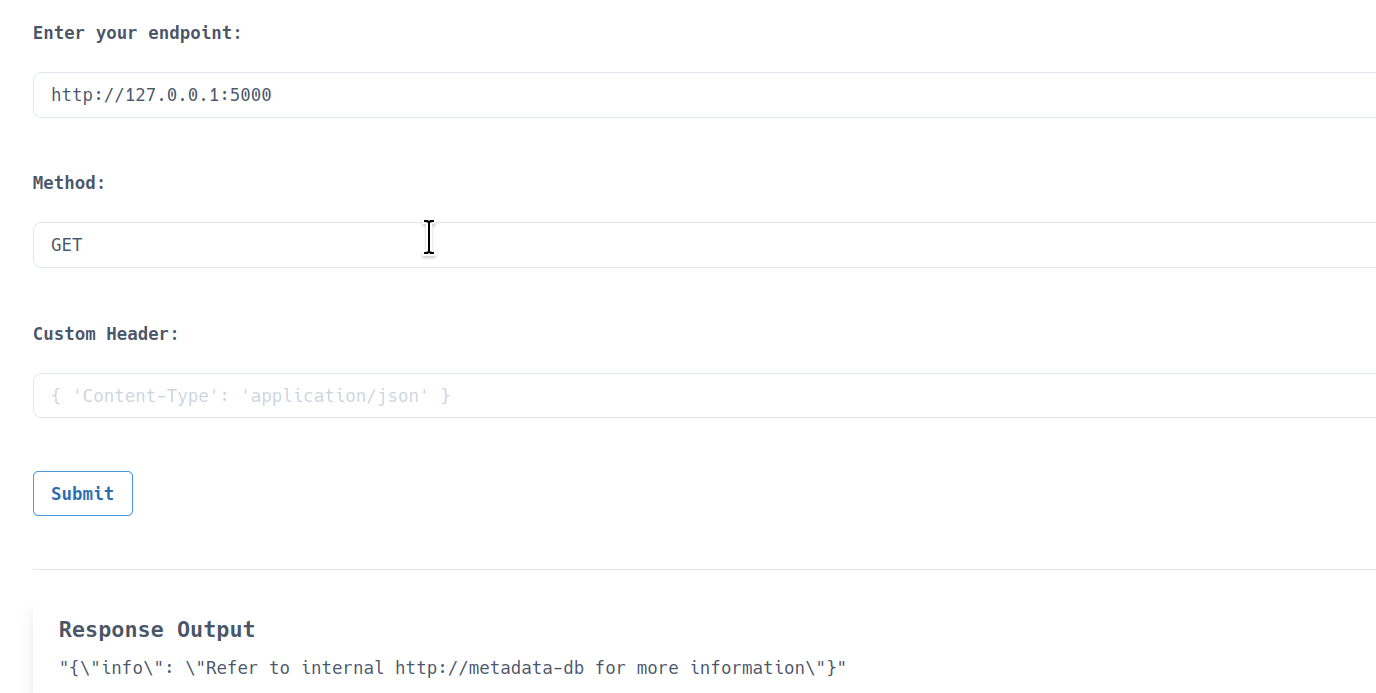 Enter your endpoint:
http://127.0.0.1:5000
Method:
GET
Custom Header:
{ 'Content-Type': 'application/json' }
Submit
Response Output
"{\"info\": \"Refer to internal http://metadata-db for more information\"}"